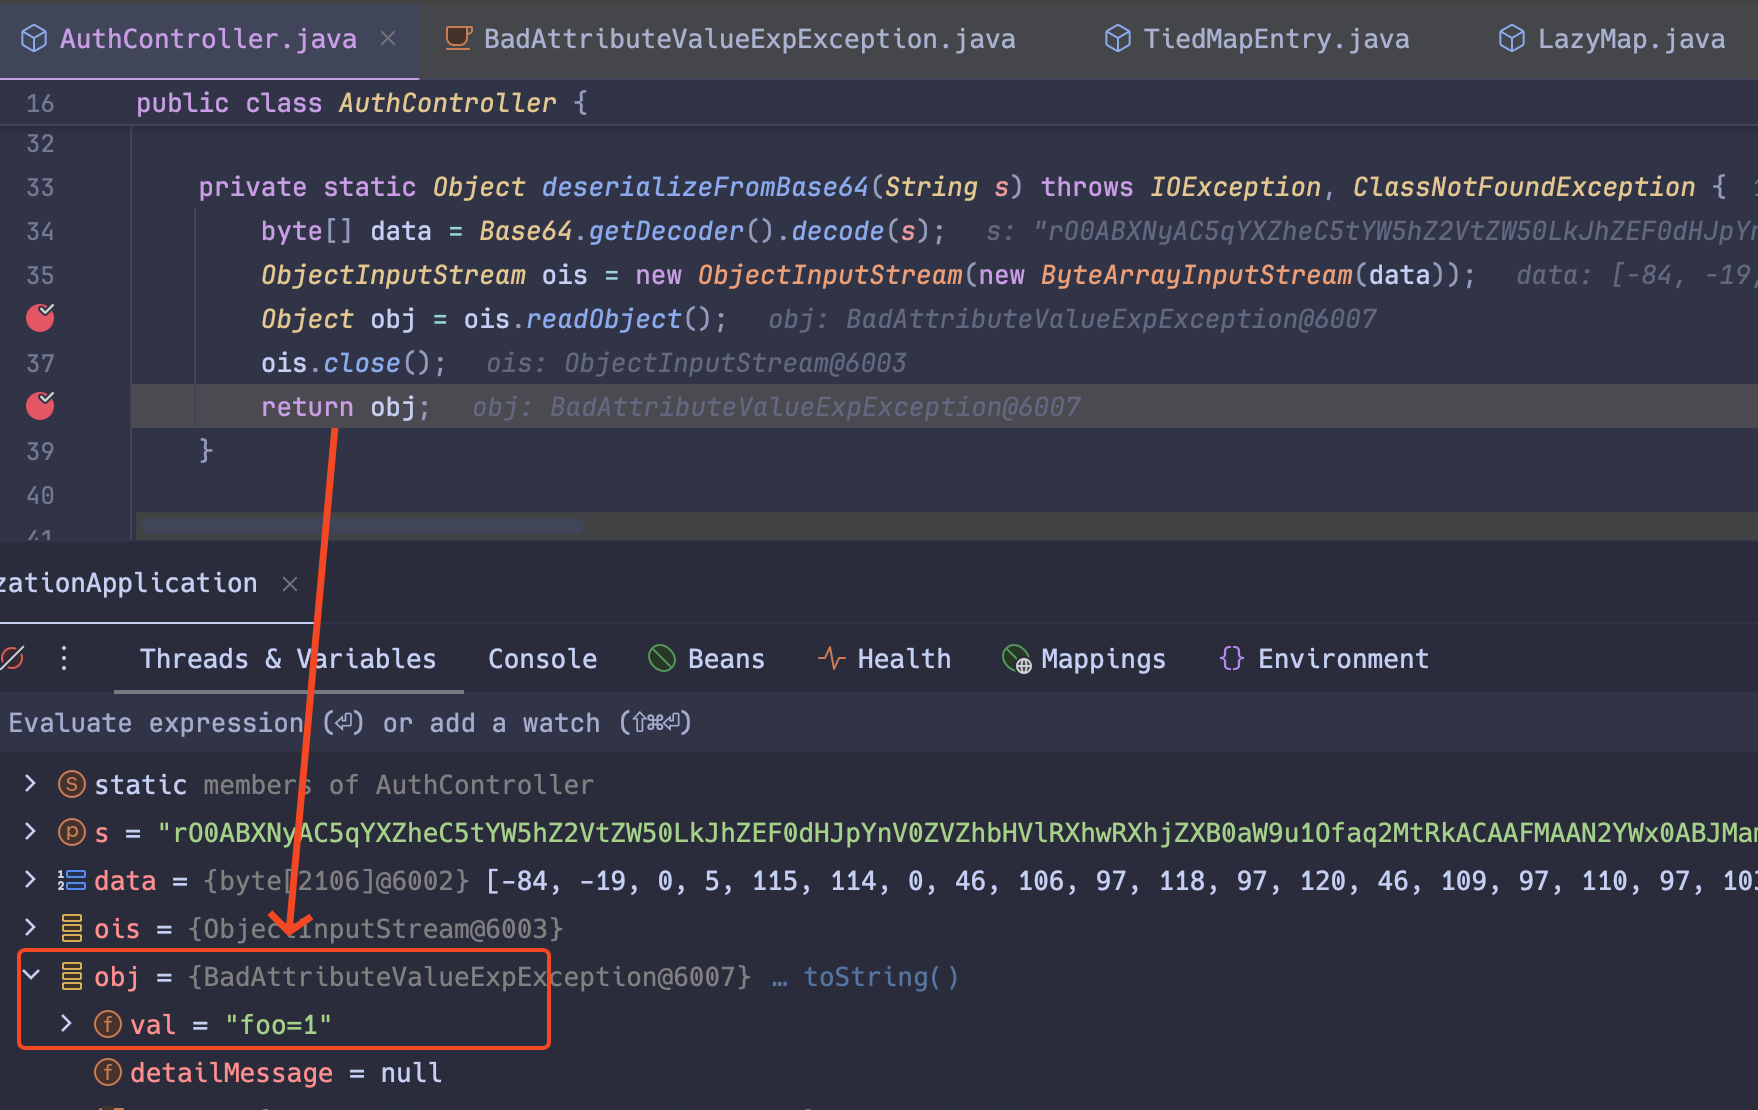 AuthController.java
BadAttributeValueExpException.java
TiedMapEntry.java
LazyMap.java
16 public class AuthController {
32
33 private static Object deserializeFromBase64(String s) throws IOException, ClassNotFoundException {
34 byte[] data = Base64.getDecoder().decode(s); s: "rO0ABXNyAC5qYXZheC5tYW5hZ2VtZW50LkJhZEF0dHJpYn
35 ObjectInputStream ois = new ObjectInputStream(new ByteArrayInputStream(data)); data: [-84, -19,
Object obj = ois.readObject(); obj: BadAttributeValueExpException@6007
37 ois.close(); ois: ObjectInputStream@6003
return obj; obj: BadAttributeValueExpException@6007
39 }
40
41
zationApplication
Threads & Variables Console Beans Health Mappings Environment
Evaluate expression (⏎) or add a watch (⇧⌘⏎)
static members of AuthController
s = "rO0ABXNyAC5qYXZheC5tYW5hZ2VtZW50LkJhZEF0dHJpYnV0ZVZhbHVlRXhwRXhjZXB0aW9u1Ofaq2MtRkACAAFMAAN2YWx0ABJMam
data = {byte[2106]@6002} [-84, -19, 0, 5, 115, 114, 0, 46, 106, 97, 118, 97, 120, 46, 109, 97, 110, 97, 103
ois = {ObjectInputStream@6003}
obj = {BadAttributeValueExpException@6007} … toString()
val = "foo=1"
detailMessage = null